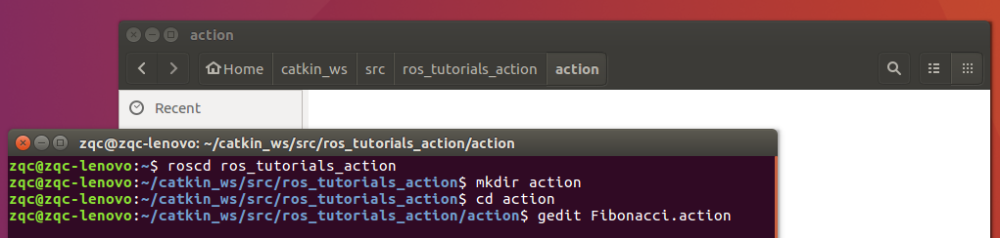 action
Home catkin_ws src ros_tutorials_action action
Recent
zqc@zqc-lenovo: ~/catkin_ws/src/ros_tutorials_action/action
zqc@zqc-lenovo:~$ roscd ros_tutorials_action
zqc@zqc-lenovo:~/catkin_ws/src/ros_tutorials_action$ mkdir action
zqc@zqc-lenovo:~/catkin_ws/src/ros_tutorials_action$ cd action
zqc@zqc-lenovo:~/catkin_ws/src/ros_tutorials_action/action$ gedit Fibonacci.action